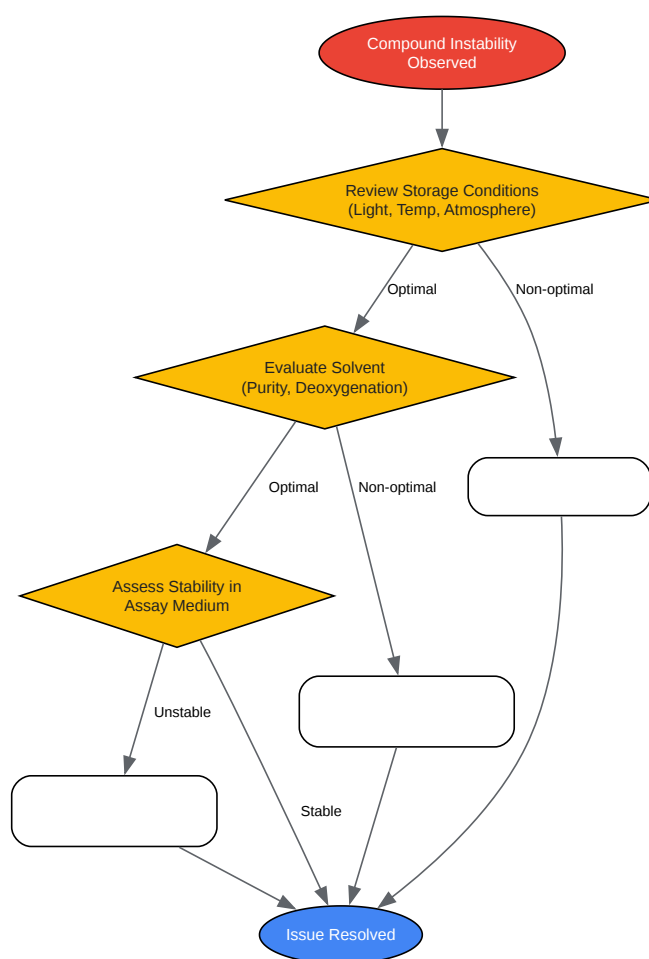 Compound Instability
Observed
Review Storage Conditions
(Light, Temp, Atmosphere)
Optimal
Non-optimal
Evaluate Solvent
(Purity, Deoxygenation)
Optimal
Non-optimal
Assess Stability in
Assay Medium
Unstable
Stable
Issue Resolved